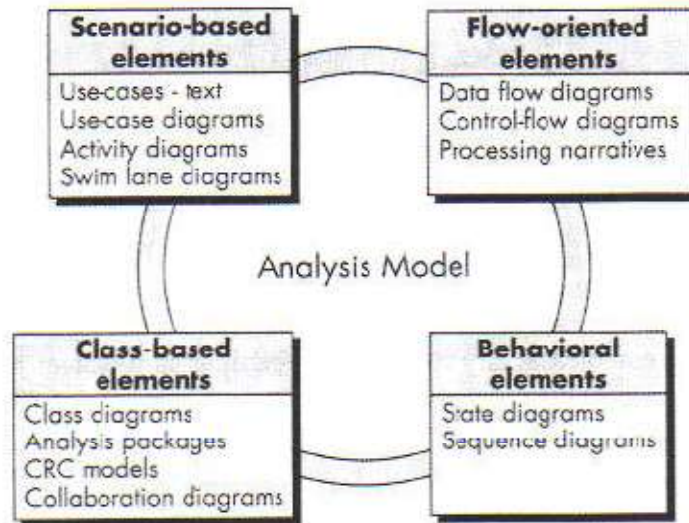 Scenario-based
elements
Use-cases - text
Use-case diagrams
Activity diagrams
Swim lane diagrams
Flow-oriented
elements
Data flow diagrams
Control-flow diagrams
Processing narratives
Analysis Model
Class-based
elements
Class diagrams
Analysis packages
CRC models
Collaboration diagrams
Behavioral
elements
State diagrams
Sequence diagrams